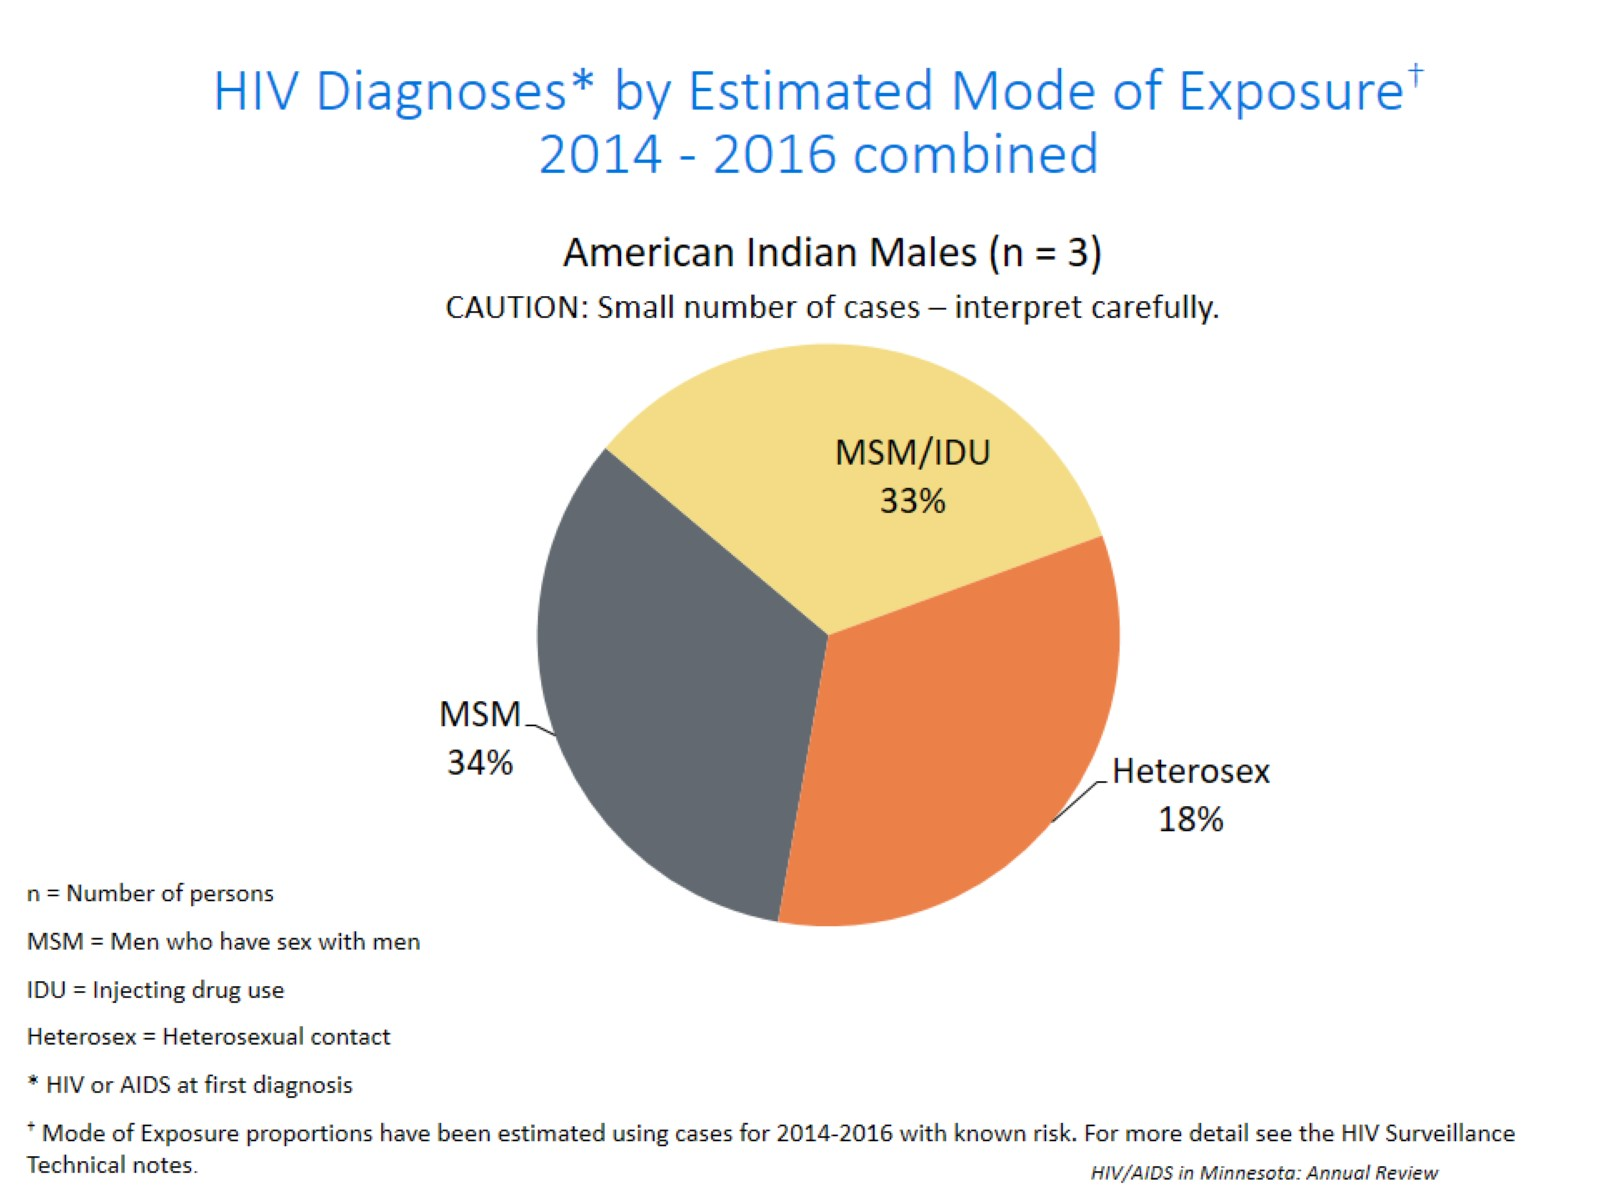 HIV Diagnoses* by Estimated Mode of Exposure†
2014 - 2016 combined
American Indian Males (n = 3)
CAUTION: Small number of cases – interpret carefully.
MSM/IDU
33%
MSM
34%
Heterosex
18%
n = Number of persons
MSM = Men who have sex with men
IDU = Injecting drug use
Heterosex = Heterosexual contact
* HIV or AIDS at first diagnosis
† Mode of Exposure proportions have been estimated using cases for 2014-2016 with known risk. For more detail see the HIV Surveillance
Technical notes.
HIV/AIDS in Minnesota: Annual Review